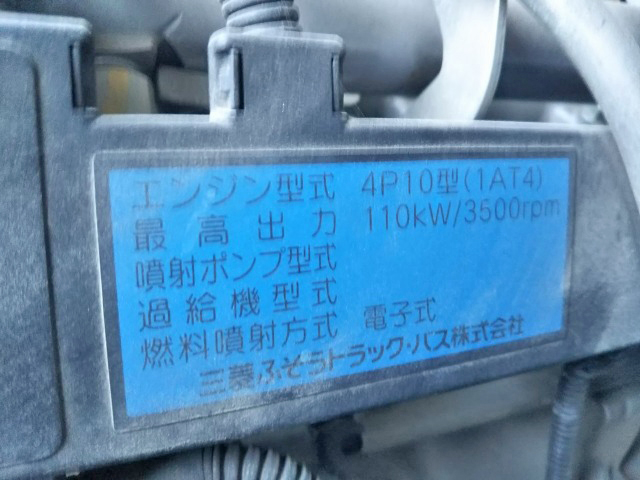 エンジン型式 4P10型(1AT4)
最高出力 110kW/3500rpm
噴射ポンプ型式
過給機型式
燃料噴射方式 電子式
三菱ふそうトラック・バス株式会社